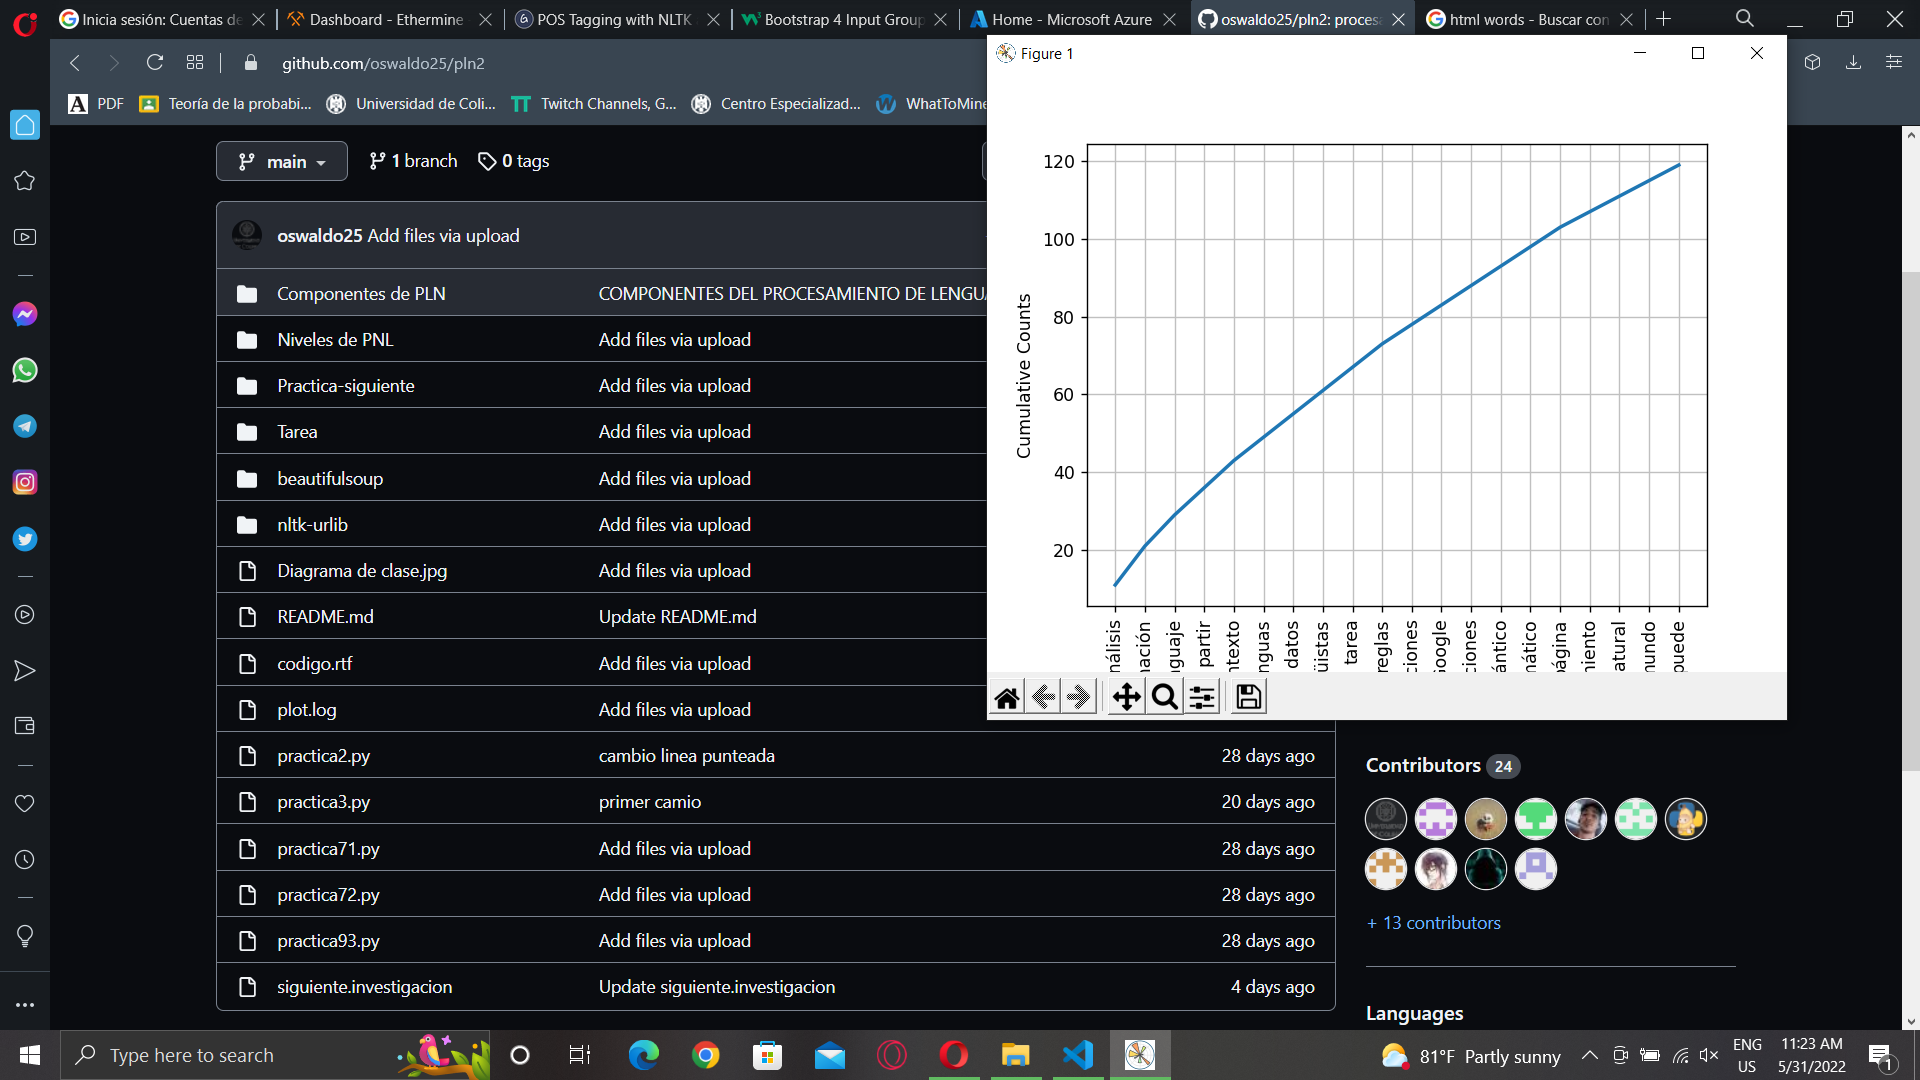 Inicia sesión: Cuentas de
Dashboard - Ethermine
POS Tagging with NLTK
Bootstrap 4 Input Group
Home - Microsoft Azure
oswaldo25/pln2: procesa
html words - Buscar con
github.com/oswaldo25/pln2
PDF
Teoría de la probabi...
Universidad de Coli...
Twitch Channels, G...
Centro Especializad...
WhatToMine
main
1 branch
0 tags
oswaldo25 Add files via upload
Componentes de PLN COMPONENTES DEL PROCESAMIENTO DE LENGUA
Niveles de PNL Add files via upload
Practica-siguiente Add files via upload
Tarea Add files via upload
beautifulsoup Add files via upload
nltk-urlib Add files via upload
Diagrama de clase.jpg Add files via upload
README.md Update README.md
codigo.rtf Add files via upload
plot.log Add files via upload
practica2.py cambio linea punteada 28 days ago
practica3.py primer camio 20 days ago
practica71.py Add files via upload 28 days ago
practica72.py Add files via upload 28 days ago
practica93.py Add files via upload 28 days ago
siguiente.investigacion Update siguiente.investigacion 4 days ago
Figure 1
120
100
80
60
40
20
Cumulative Counts
nálisis
nación
nguaje
partir
ntexto
nguas
datos
üistas
tarea
reglas
ciones
Google
ciones
ántico
mático
página
miento
atural
mundo
puede
Contributors 24
+ 13 contributors
Languages
Type here to search
81°F Partly sunny
ENG
US
11:23 AM
5/31/2022
1